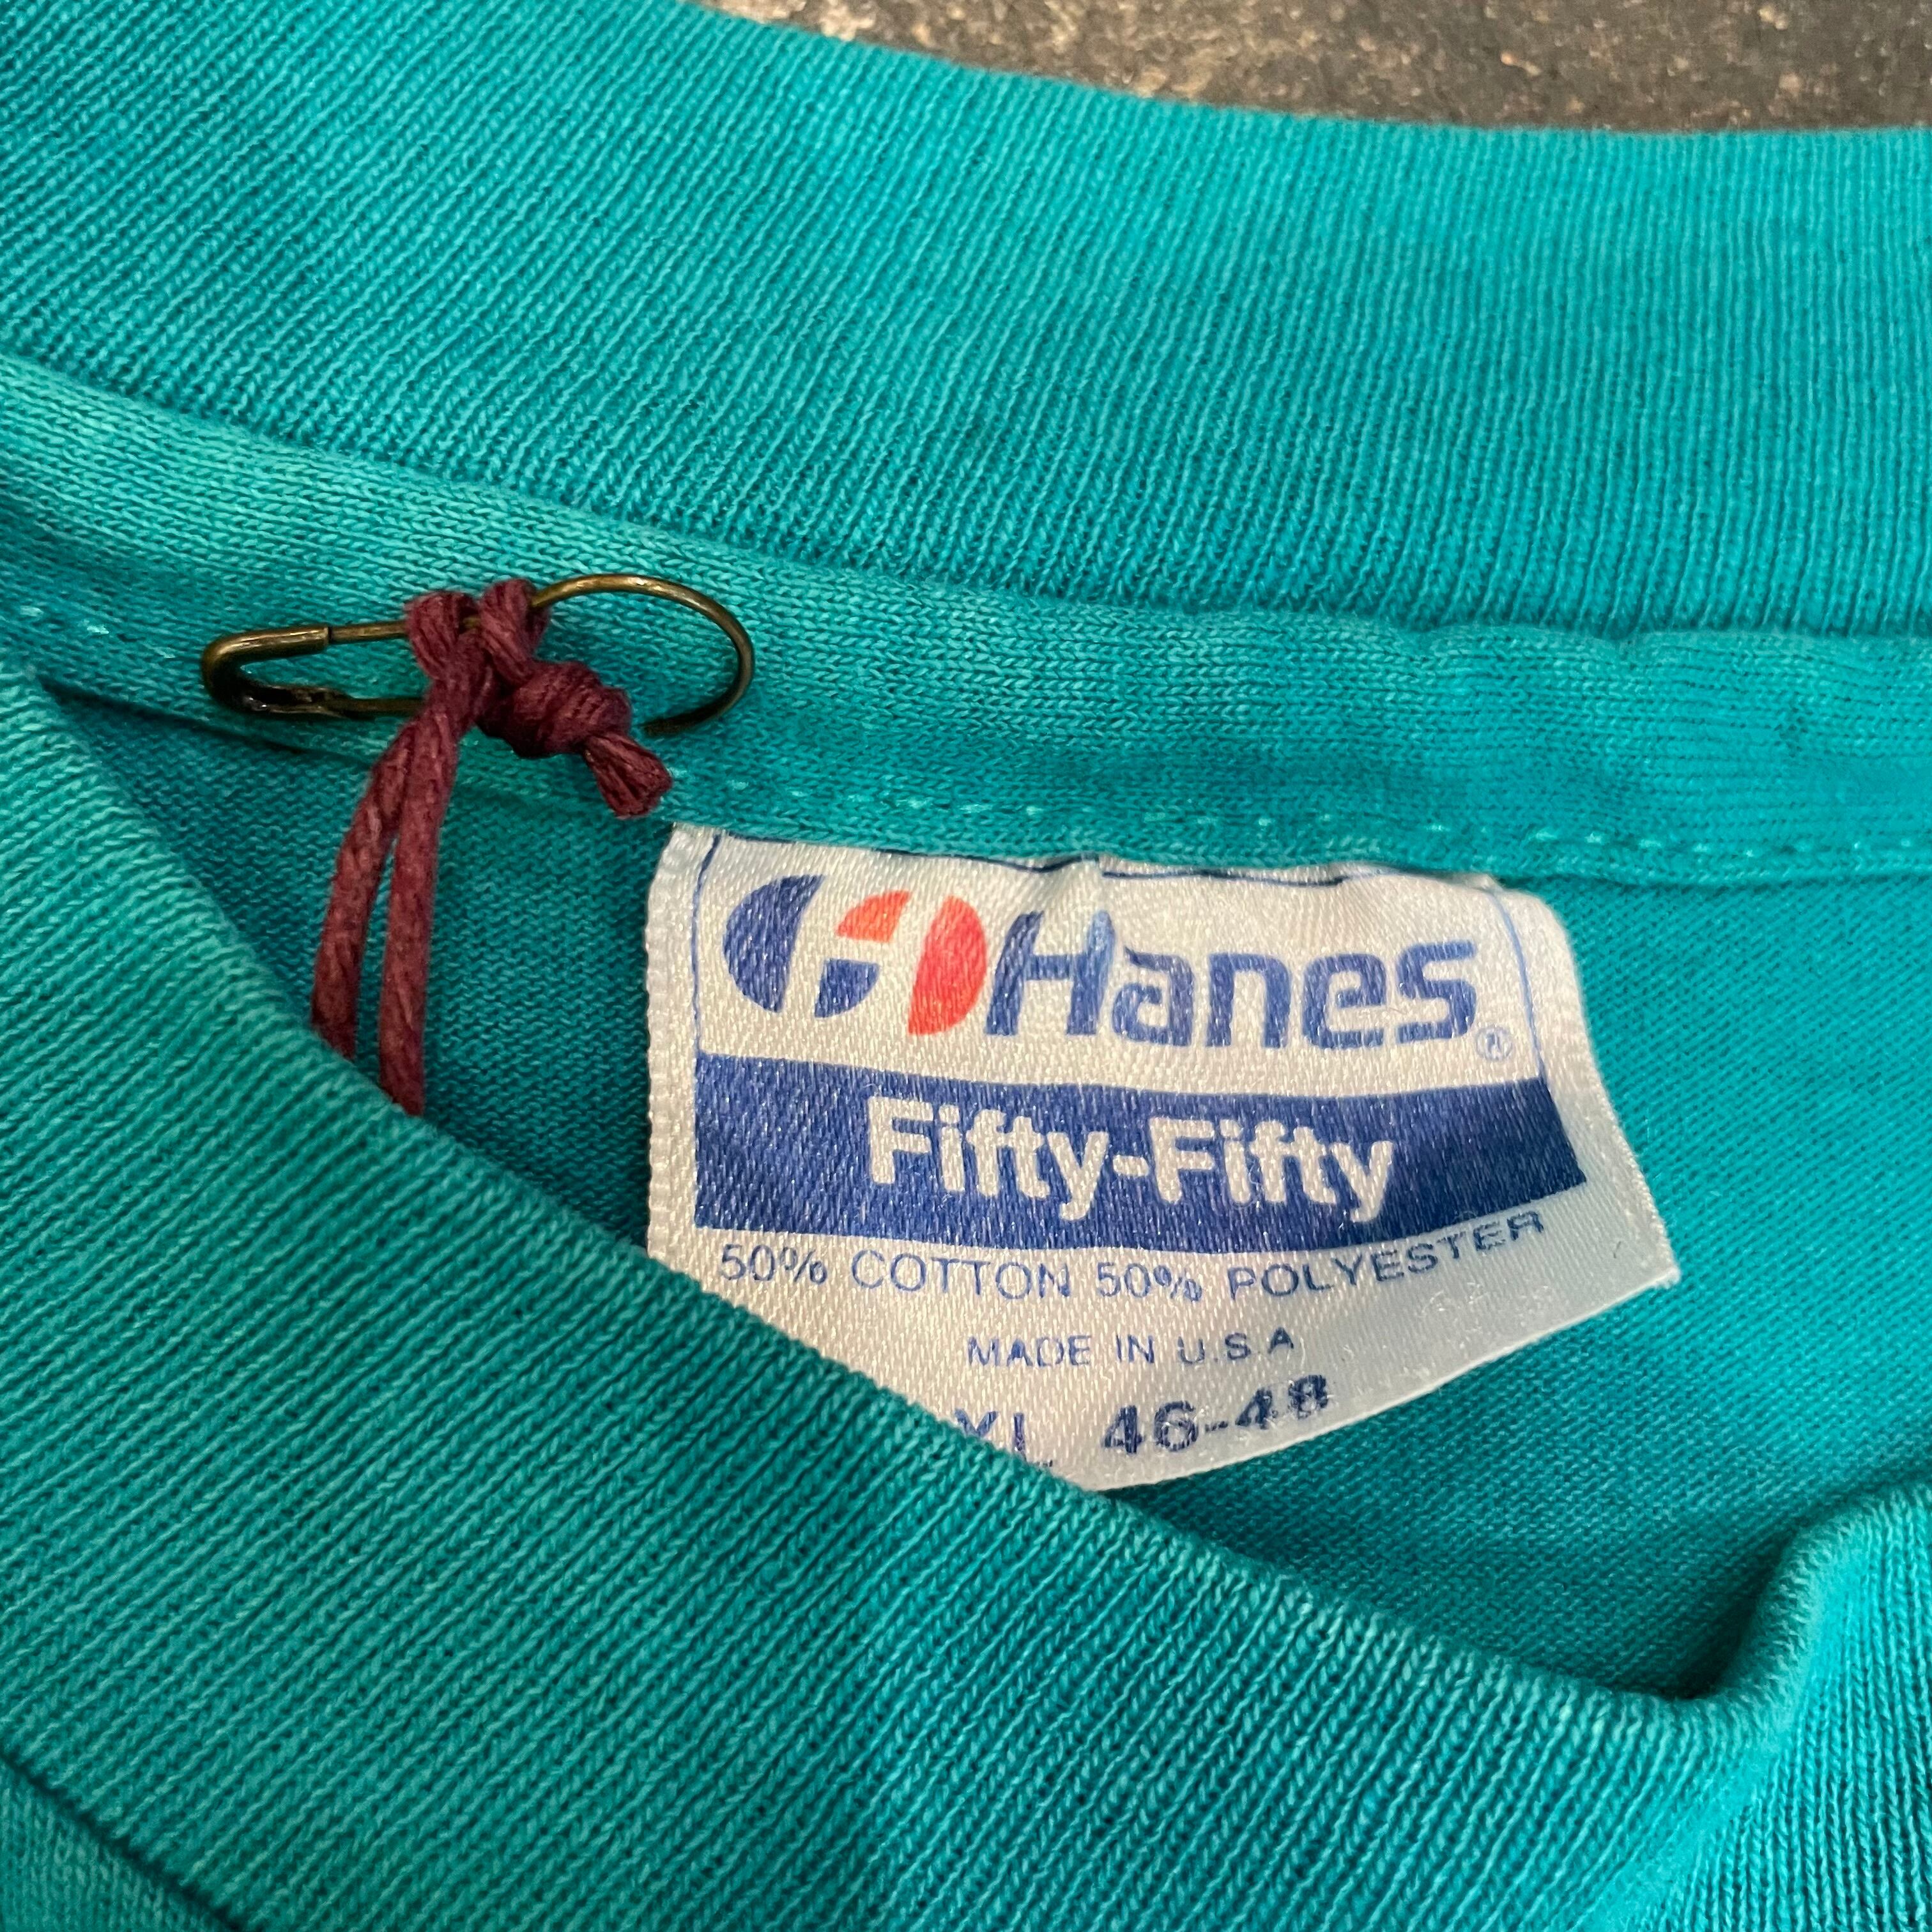 Hanes®
Fifty-Fifty
50% COTTON 50% POLYESTER
MADE IN U.S.A
XL 46-48